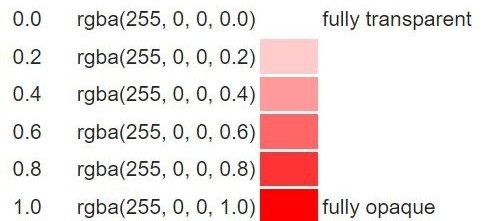 0.0 rgba(255, 0, 0, 0.0) fully transparent
0.2 rgba(255, 0, 0, 0.2)
0.4 rgba(255, 0, 0, 0.4)
0.6 rgba(255, 0, 0, 0.6)
0.8 rgba(255, 0, 0, 0.8)
1.0 rgba(255, 0, 0, 1.0) fully opaque